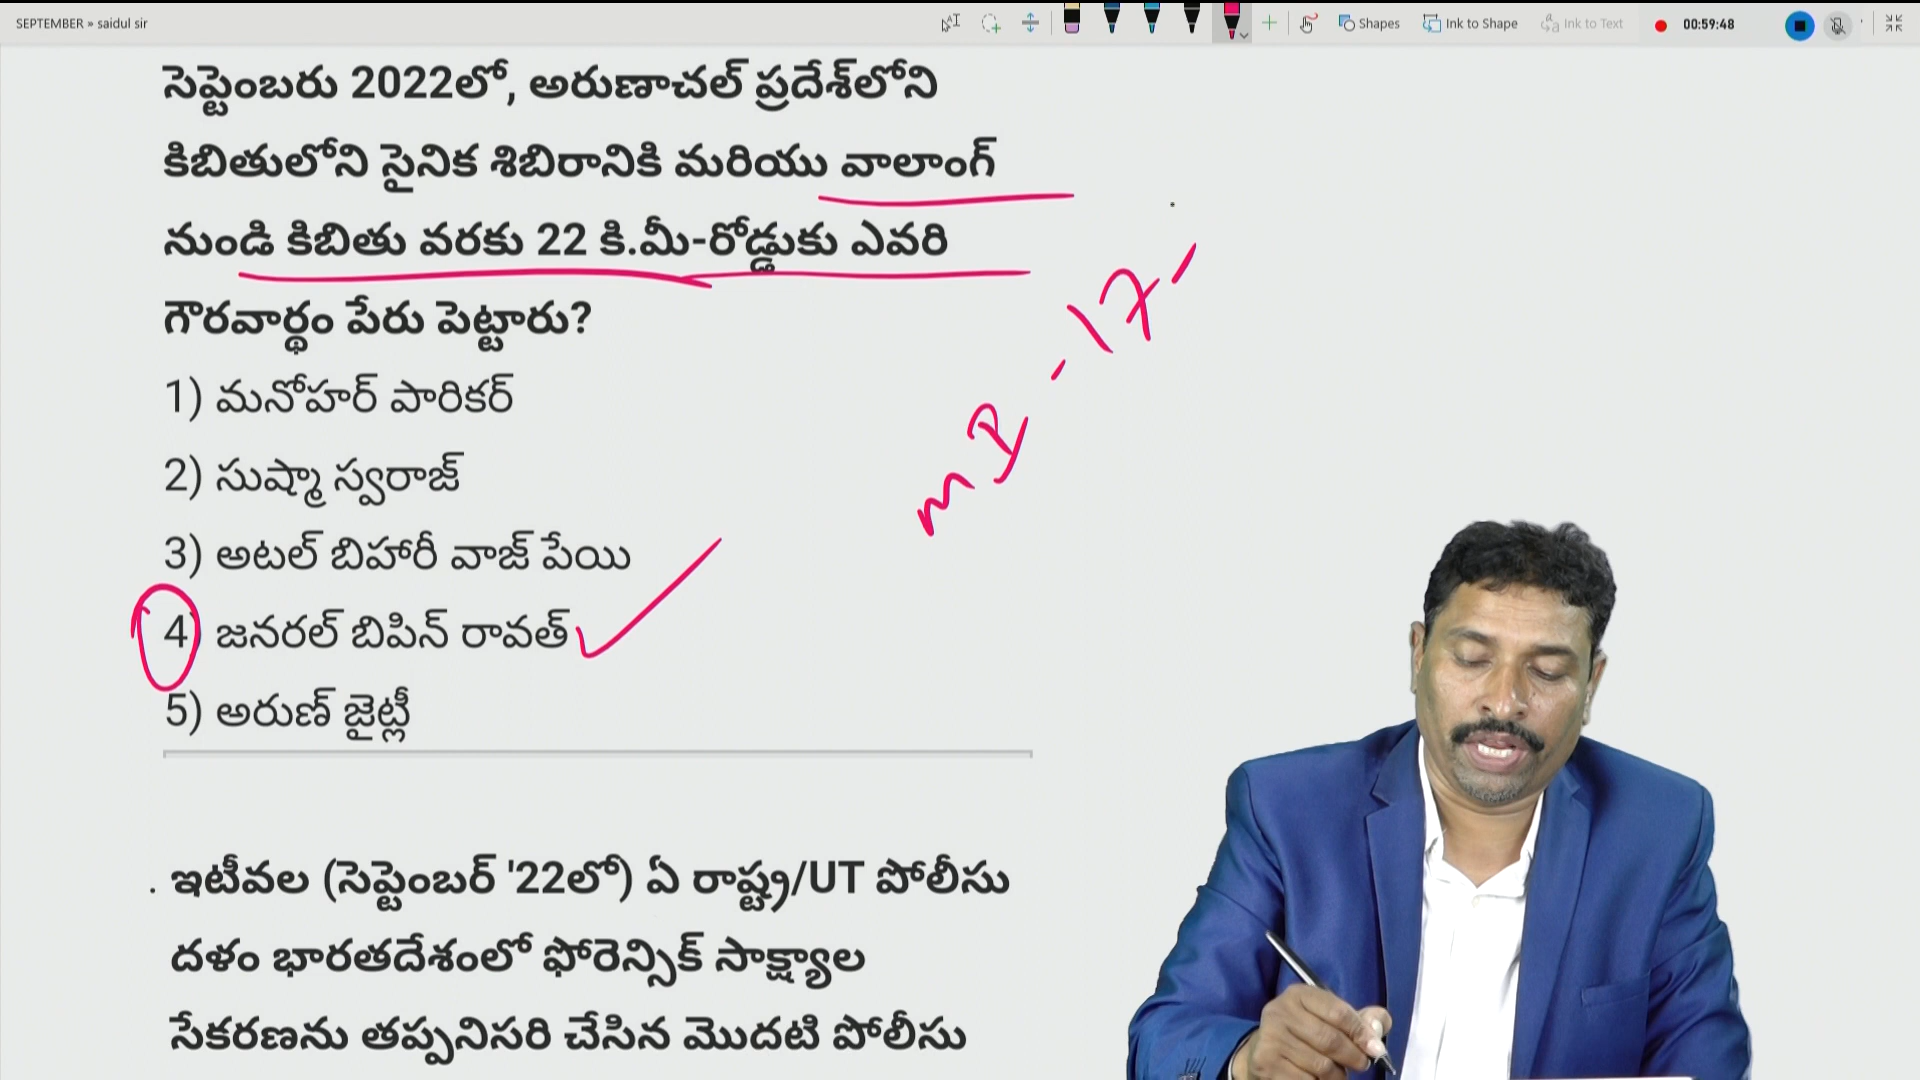 SEPTEMBER » saidul sir
Shapes
Ink to Shape
Ink to Text
00:59:48
సెప్టెంబరు 2022లో, అరుణాచల్ ప్రదేశ్‌లోని
కిబితులోని సైనిక శిబిరానికి మరియు వాలాంగ్
నుండి కిబితు వరకు 22 కి.మీ-రోడ్డుకు ఎవరి
గౌరవార్థం పేరు పెట్టారు?
1) మనోహర్ పారికర్
2) సుష్మా స్వరాజ్
3) అటల్ బిహారీ వాజ్ పేయి
4) జనరల్ బిపిన్ రావత్
5) అరుణ్ జైట్లీ
. ఇటీవల (సెప్టెంబర్ '22లో) ఏ రాష్ట్ర/UT పోలీసు
దళం భారతదేశంలో ఫోరెన్సిక్ సాక్ష్యాల
సేకరణను తప్పనిసరి చేసిన మొదటి పోలీసు
MI -17-